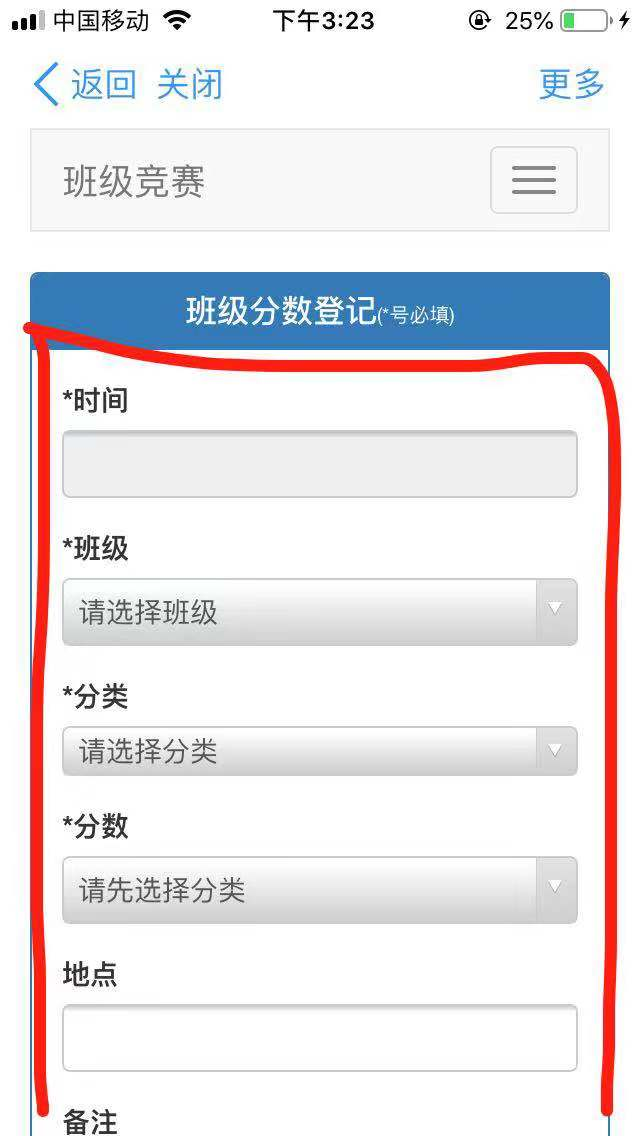 中国移动 下午3:23 25%
返回 关闭 更多
班级竞赛
班级分数登记(*号必填)
*时间
*班级
请选择班级
*分类
请选择分类
*分数
请先选择分类
地点
备注